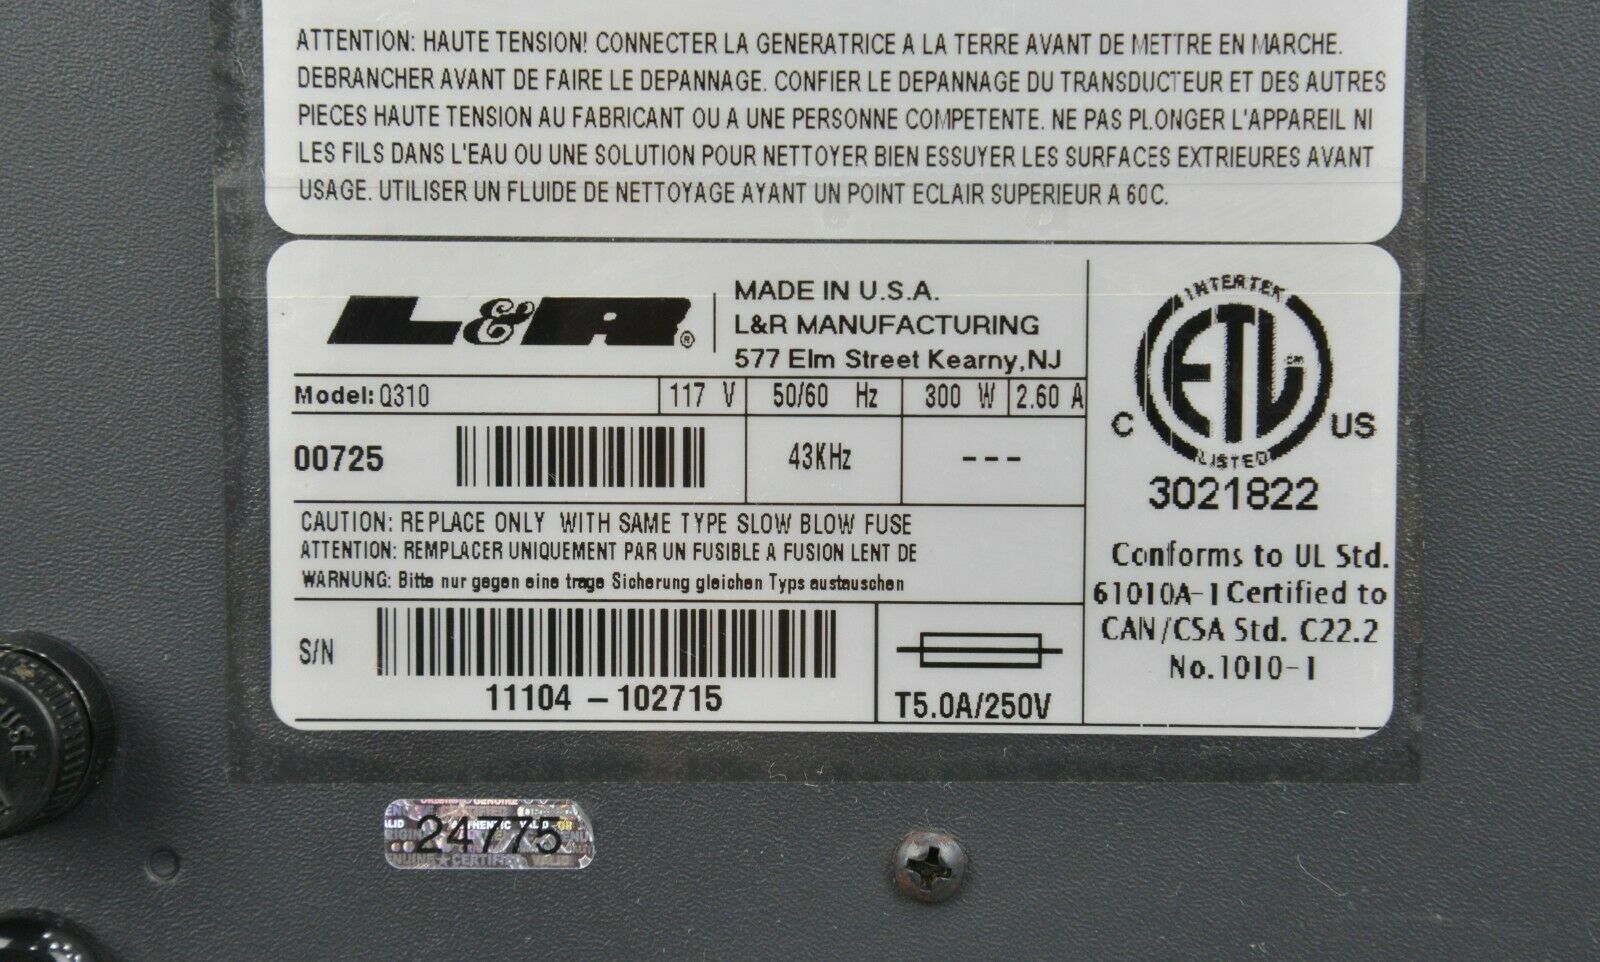 ATTENTION: HAUTE TENSION! CONNECTER LA GENERATRICE A LA TERRE AVANT DE METTRE EN MARCHE.
DEBRANCHER AVANT DE FAIRE LE DEPANNAGE. CONFIER LE DEPANNAGE DU TRANSDUCTEUR ET DES AUTRES
PIECES HAUTE TENSION AU FABRICANT OU A UNE PERSONNE COMPETENTE. NE PAS PLONGER L'APPAREIL NI
LES FILS DANS L'EAU OU UNE SOLUTION POUR NETTOYER BIEN ESSUYER LES SURFACES EXTRIEURES AVANT
USAGE. UTILISER UN FLUIDE DE NETTOYAGE AYANT UN POINT ECLAIR SUPERIEUR A 60C.
L&R®
MADE IN U.S.A.
L&R MANUFACTURING
577 Elm Street Kearny,NJ
Model: Q310
117 V
50/60 Hz
300 W
2.60 A
00725
43KHz
---
CAUTION: REPLACE ONLY WITH SAME TYPE SLOW BLOW FUSE
ATTENTION: REMPLACER UNIQUEMENT PAR UN FUSIBLE A FUSION LENT DE
WARNUNG: Bitte nur gegen eine trage Sicherung gleichen Typs austauschen
S/N
11104 - 102715
T5.0A/250V
INTERTEK
ETL
CM
C
US
LISTED
3021822
Conforms to UL Std.
61010A-1 Certified to
CAN/CSA Std. C22.2
No.1010-1
FUSE
24775